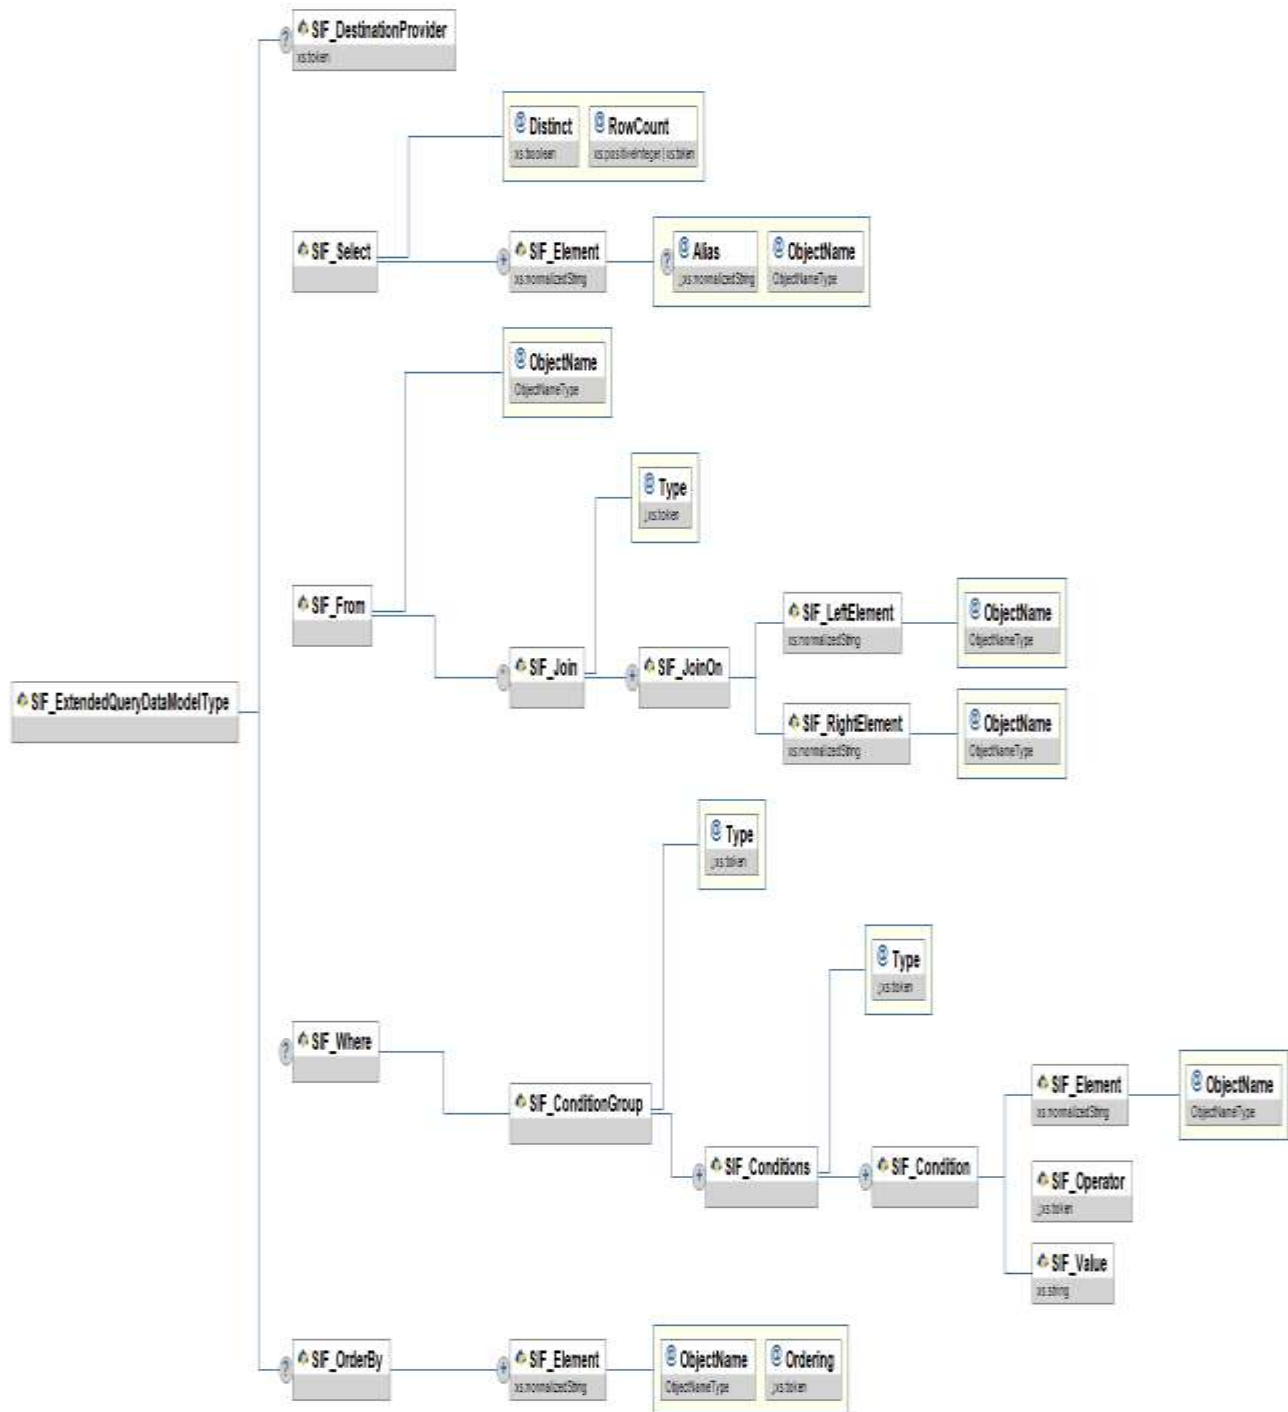 SIF_DestinationProvider
xs:token
@ Distinct @ RowCount
xs:boolean xs:positiveInteger | xs:token
SIF_Select
+ SIF_Element
xs:normalizedString
? @ Alias @ ObjectName
xs:normalizedString ObjectNameType
@ ObjectName
ObjectNameType
@ Type
xs:token
SIF_From
SIF_LeftElement
xs:normalizedString
@ ObjectName
ObjectNameType
SIF_Join
+ SIF_JoinOn
SIF_ExtendedQueryDataModelType
SIF_RightElement
xs:normalizedString
@ ObjectName
ObjectNameType
@ Type
xs:token
@ Type
xs:token
? SIF_Where
SIF_ConditionGroup
SIF_Element
xs:normalizedString
@ ObjectName
ObjectNameType
+ SIF_Conditions
+ SIF_Condition
SIF_Operator
xs:token
SIF_Value
xs:string
? SIF_OrderBy
+ SIF_Element
xs:normalizedString
@ ObjectName @ Ordering
ObjectNameType xs:token